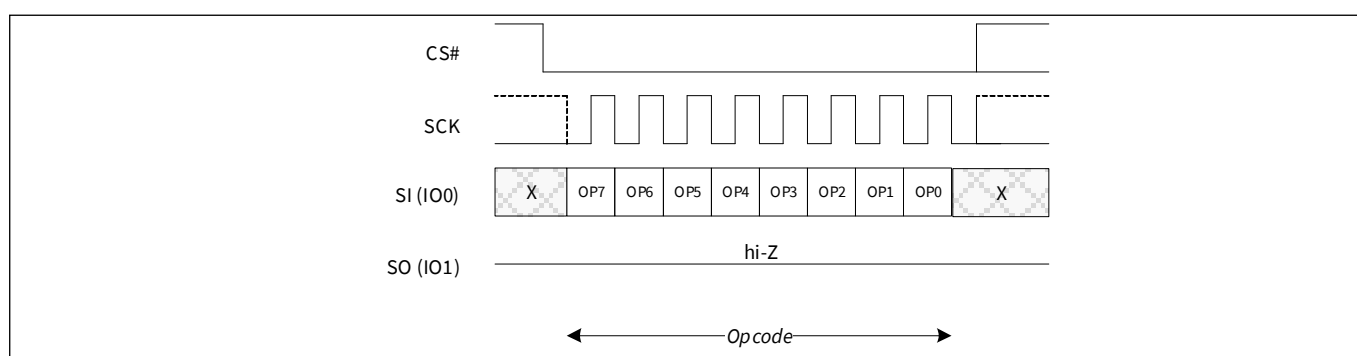 CS#
SCK
SI (IO0)
X OP7 OP6 OP5 OP4 OP3 OP2 OP1 OP0 X
hi-Z
SO (IO1)
Opcode